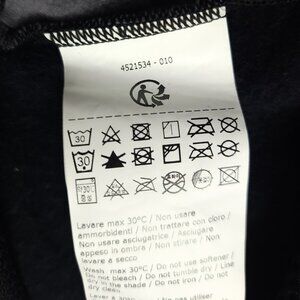 4521534 - 010
30
30
30°C
Lavare max 30°C / Non usare
ammorbidenti / Non trattare con cloro /
Non usare asciugatrice / Asciugare
appeso in ombra / Non stirare / Non
lavare à secco
Wash max 30°C / Do not use softener /
Do not bleach / Do not tumble dry / Line
dry in the shade / Do not iron / Do not
dry clean